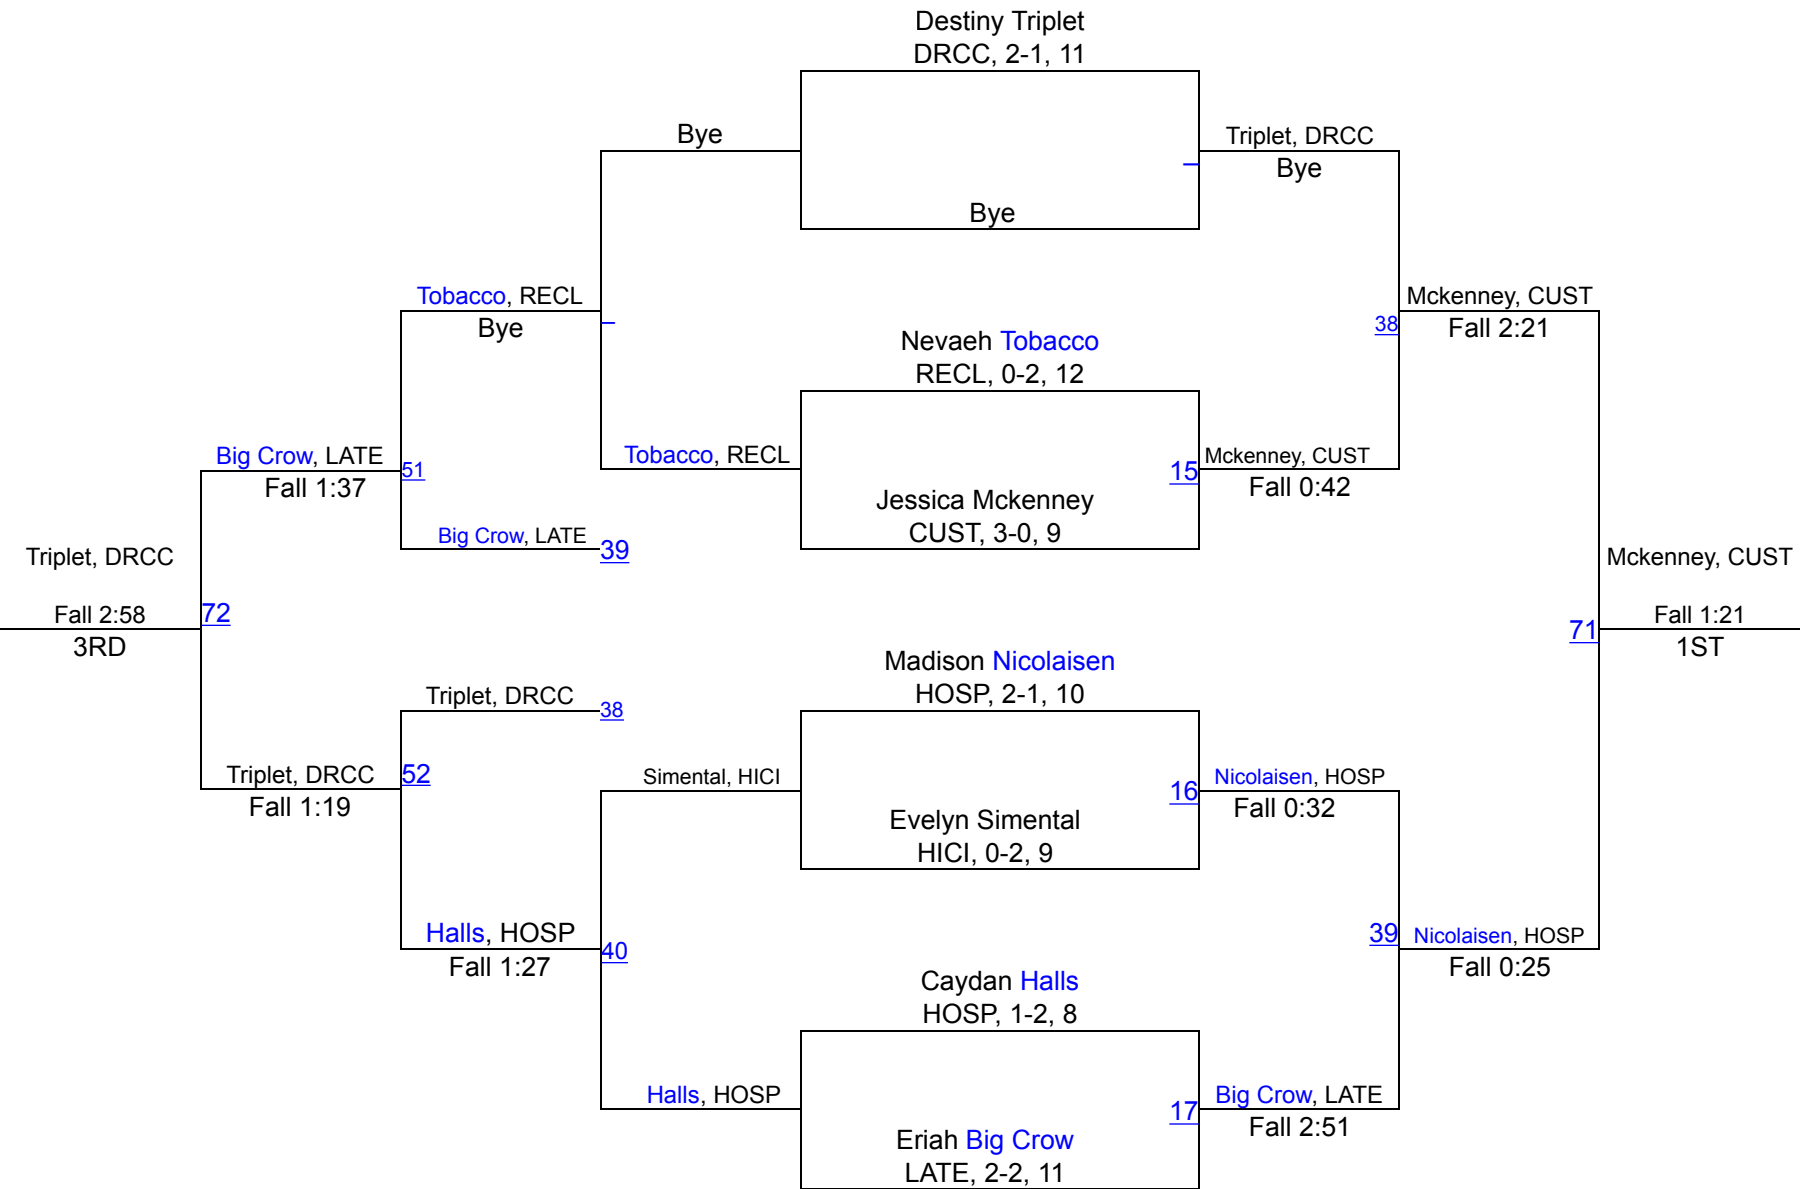 Destiny Triplet
DRCC, 2-1, 11
Bye
Triplet, DRCC
Bye
Bye
Tobacco, RECL
Bye
Mckenney, CUST
38
Fall 2:21
Nevaeh Tobacco
RECL, 0-2, 12
Big Crow, LATE
51
Fall 1:37
Tobacco, RECL
15
Mckenney, CUST
Fall 0:42
Jessica Mckenney
CUST, 3-0, 9
Big Crow, LATE
39
Triplet, DRCC
Mckenney, CUST
72
Fall 2:58
3RD
71
Fall 1:21
1ST
Madison Nicolaisen
HOSP, 2-1, 10
Triplet, DRCC
38
Triplet, DRCC
52
Fall 1:19
Simental, HICI
16
Nicolaisen, HOSP
Fall 0:32
Evelyn Simental
HICI, 0-2, 9
Halls, HOSP
40
Fall 1:27
39
Nicolaisen, HOSP
Fall 0:25
Caydan Halls
HOSP, 1-2, 8
Halls, HOSP
17
Big Crow, LATE
Fall 2:51
Eriah Big Crow
LATE, 2-2, 11